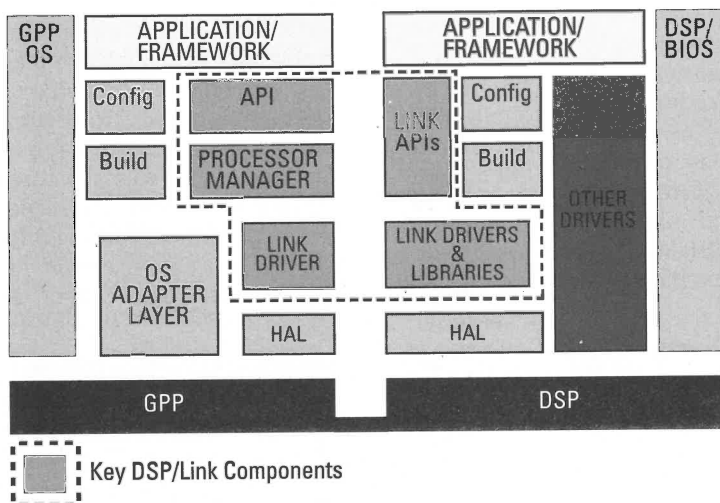 GPP
OS
APPLICATION/
FRAMEWORK
APPLICATION/
FRAMEWORK
DSP/
BIOS
Config
API
LINK
APIs
Config
Build
PROCESSOR
MANAGER
Build
OTHER
DRIVERS
OS
ADAPTER
LAYER
LINK
DRIVER
LINK DRIVERS
&
LIBRARIES
HAL
HAL
GPP
DSP
Key DSP/Link Components